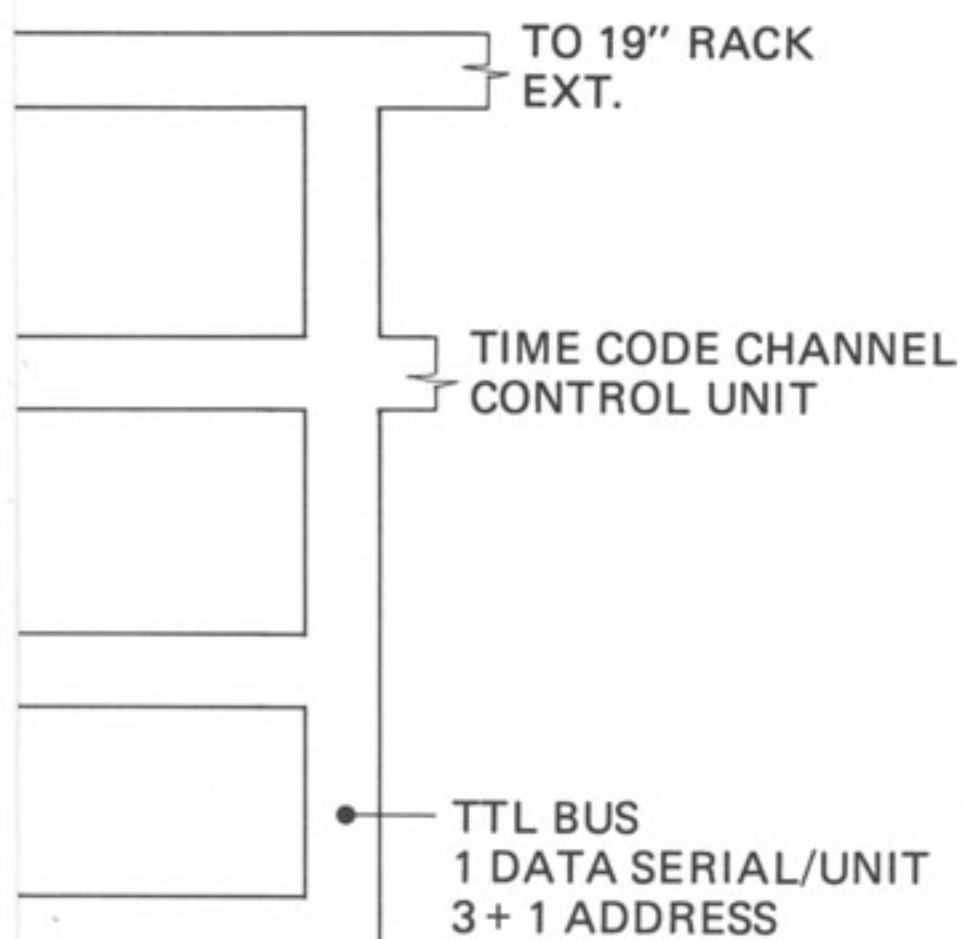 TO 19" RACK
EXT.
TIME CODE CHANNEL
CONTROL UNIT
TTL BUS
1 DATA SERIAL/UNIT
3 + 1 ADDRESS